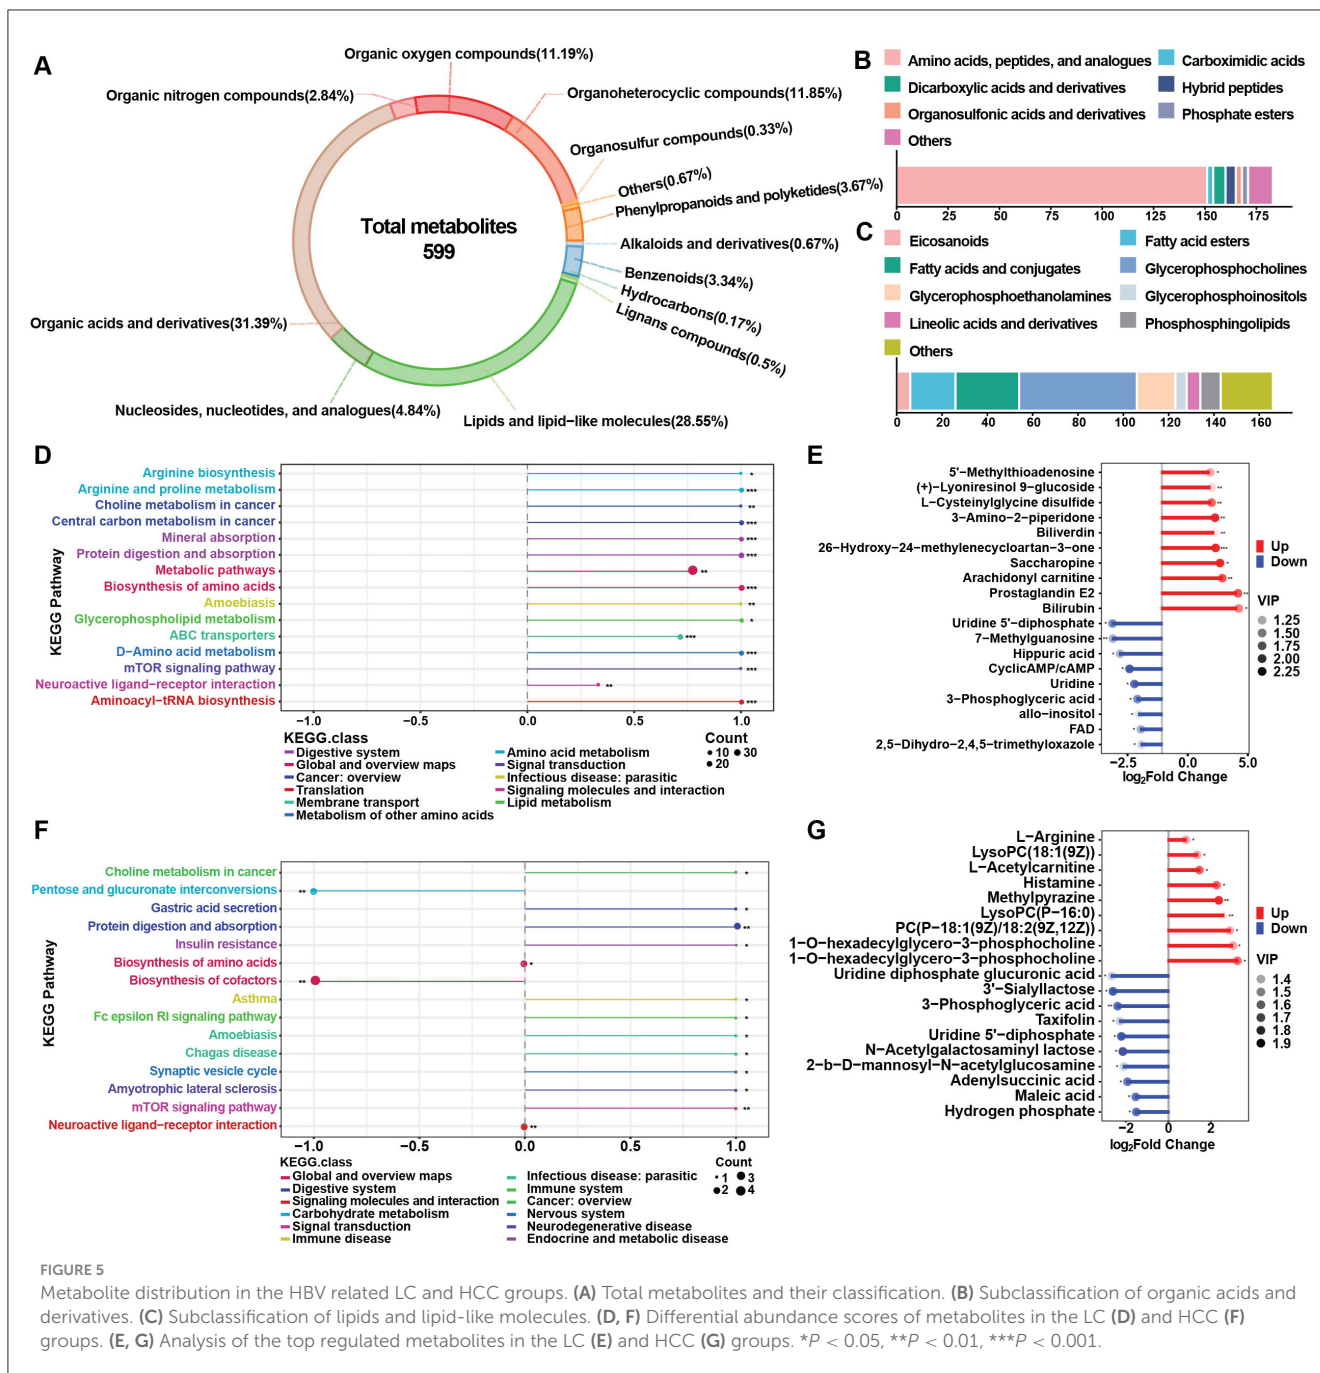 A
Organic oxygen compounds(11.19%)
Organic nitrogen compounds(2.84%)
Organoheterocyclic compounds(11.85%)
Organosulfur compounds(0.33%)
Others(0.67%)
Phenylpropanoids and polyketides(3.67%)
Total metabolites
599
Alkaloids and derivatives(0.67%)
Benzenoids(3.34%)
Hydrocarbons(0.17%)
Lignans compounds(0.5%)
Organic acids and derivatives(31.39%)
Nucleosides, nucleotides, and analogues(4.84%)
Lipids and lipid−like molecules(28.55%)
B
Amino acids, peptides, and analogues
Carboximidic acids
Dicarboxylic acids and derivatives
Hybrid peptides
Organosulfonic acids and derivatives
Phosphate esters
Others
0 25 50 75 100 125 150 175
C
Eicosanoids
Fatty acid esters
Fatty acids and conjugates
Glycerophosphocholines
Glycerophosphoethanolamines
Glycerophosphoinositols
Lineolic acids and derivatives
Phosphosphingolipids
Others
0 20 40 60 80 100 120 140 160
D
KEGG Pathway
Arginine biosynthesis *
Arginine and proline metabolism ***
Choline metabolism in cancer **
Central carbon metabolism in cancer ***
Mineral absorption ***
Protein digestion and absorption ***
Metabolic pathways **
Biosynthesis of amino acids ***
Amoebiasis **
Glycerophospholipid metabolism *
ABC transporters ***
D−Amino acid metabolism ***
mTOR signaling pathway ***
Neuroactive ligand−receptor interaction **
Aminoacyl−tRNA biosynthesis ***
−1.0 −0.5 0.0 0.5 1.0
KEGG.class
Digestive system
Global and overview maps
Cancer: overview
Translation
Membrane transport
Metabolism of other amino acids
Amino acid metabolism
Signal transduction
Infectious disease: parasitic
Signaling molecules and interaction
Lipid metabolism
Count
10 30
20
E
5'−Methylthioadenosine *
(+)−Lyoniresinol 9−glucoside **
L−Cysteinylglycine disulfide **
3−Amino−2−piperidone **
Biliverdin **
26−Hydroxy−24−methylenecycloartan−3−one ***
Saccharopine *
Arachidonyl carnitine **
Prostaglandin E2 **
Bilirubin *
Uridine 5'−diphosphate *
7−Methylguanosine **
Hippuric acid *
CyclicAMP/cAMP *
Uridine *
3−Phosphoglyceric acid *
allo−inositol *
FAD *
2,5−Dihydro−2,4,5−trimethyloxazole *
−2.5 0.0 5.0
log2Fold Change
Up
Down
VIP
1.25
1.50
1.75
2.00
2.25
F
KEGG Pathway
Choline metabolism in cancer *
Pentose and glucuronate interconversions **
Gastric acid secretion *
Protein digestion and absorption **
Insulin resistance *
Biosynthesis of amino acids *
Biosynthesis of cofactors **
Asthma *
Fc epsilon RI signaling pathway *
Amoebiasis *
Chagas disease *
Synaptic vesicle cycle *
Amyotrophic lateral sclerosis *
mTOR signaling pathway **
Neuroactive ligand−receptor interaction **
−1.0 −0.5 0.0 0.5 1.0
KEGG.class
Global and overview maps
Digestive system
Signaling molecules and interaction
Carbohydrate metabolism
Signal transduction
Immune disease
Infectious disease: parasitic
Immune system
Cancer: overview
Nervous system
Neurodegenerative disease
Endocrine and metabolic disease
Count
1 3
2 4
G
L−Arginine *
LysoPC(18:1(9Z)) *
L−Acetylcarnitine *
Histamine *
Methylpyrazine **
LysoPC(P−16:0) **
PC(P−18:1(9Z)/18:2(9Z,12Z)) *
1−O−hexadecylglycero−3−phosphocholine *
1−O−hexadecylglycero−3−phosphocholine *
Uridine diphosphate glucuronic acid *
3'−Sialyllactose *
3−Phosphoglyceric acid **
Taxifolin *
Uridine 5'−diphosphate *
N−Acetylgalactosaminyl lactose *
2−b−D−mannosyl−N−acetylglucosamine *
Adenylsuccinic acid *
Maleic acid *
Hydrogen phosphate *
−2 0 2
log2Fold Change
Up
Down
VIP
1.4
1.5
1.6
1.7
1.8
1.9
FIGURE 5
Metabolite distribution in the HBV related LC and HCC groups. (A) Total metabolites and their classification. (B) Subclassification of organic acids and
derivatives. (C) Subclassification of lipids and lipid-like molecules. (D, F) Differential abundance scores of metabolites in the LC (D) and HCC (F)
groups. (E, G) Analysis of the top regulated metabolites in the LC (E) and HCC (G) groups. *P < 0.05, **P < 0.01, ***P < 0.001.